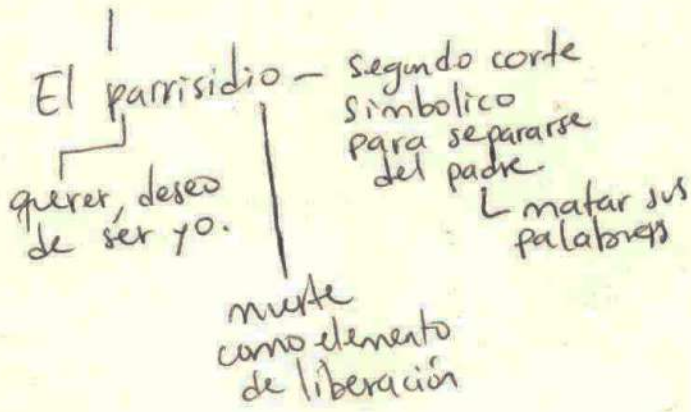 El parrisidio – segundo corte
simbolico
para separarse
del padre.
└ matar sus
palabras
querer, deseo
de ser yo.
muerte
como elemento
de liberación